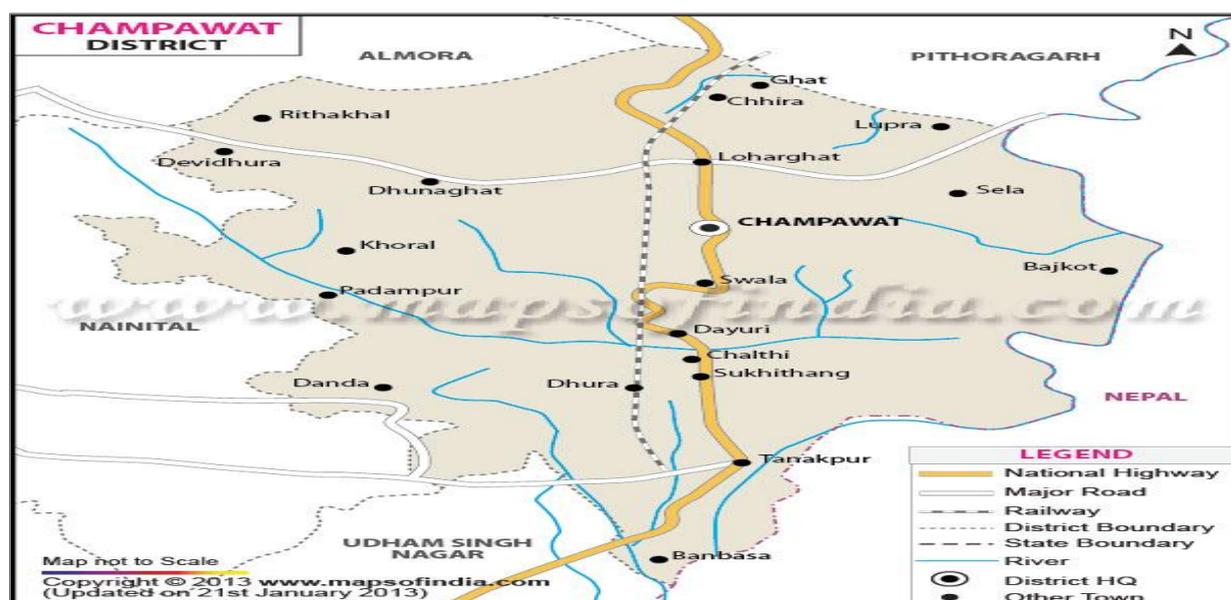 CHAMPAWAT
DISTRICT
ALMORA
PITHORAGARH
N
Ghat
Chhira
Rithakhal
Lupra
Devidhura
Loharghat
Dhunaghat
Sela
CHAMPAWAT
Khoral
Bajkot
Swala
Padampur
www.mapsofindia.com
NAINITAL
Dayuri
Chalthi
Sukhithang
Danda
Dhura
NEPAL
Tanakpur
LEGEND
National Highway
Major Road
Railway
District Boundary
State Boundary
River
District HQ
Other Town
UDHAM SINGH
NAGAR
Banbasa
Map not to Scale
Copyright © 2013 www.mapsofindia.com
(Updated on 21st January 2013)